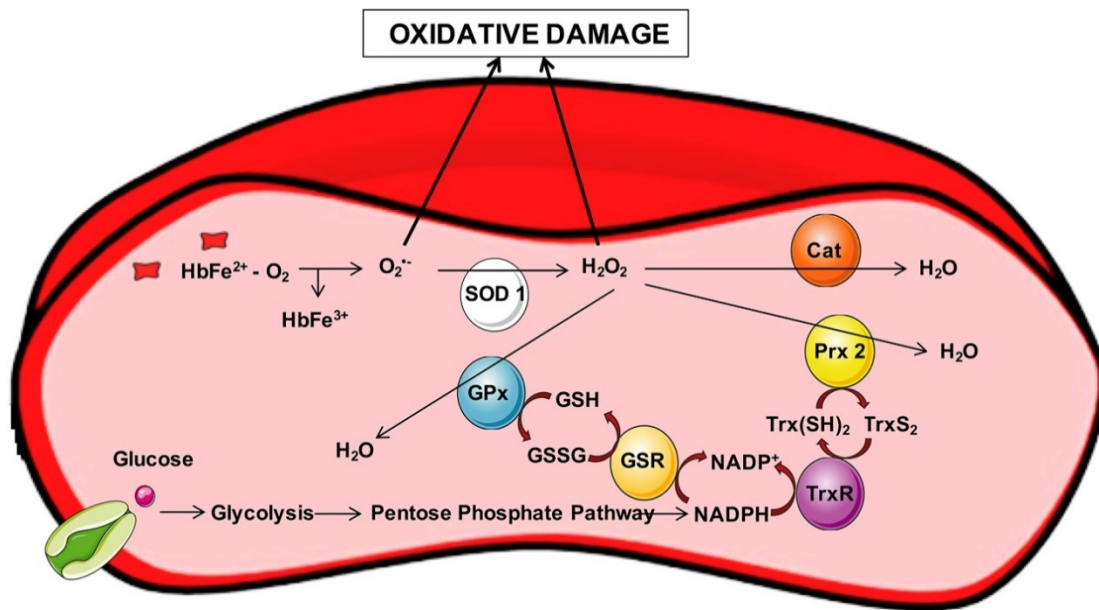 OXIDATIVE DAMAGE
Cat
HbFe²⁺ - O₂
O₂•-
H₂O₂
H₂O
SOD 1
HbFe³⁺
Prx 2
H₂O
GPx
GSH
Trx(SH)₂
TrxS₂
H₂O
GSSG
GSR
NADP⁺
Glucose
TrxR
Glycolysis
Pentose Phosphate Pathway
NADPH